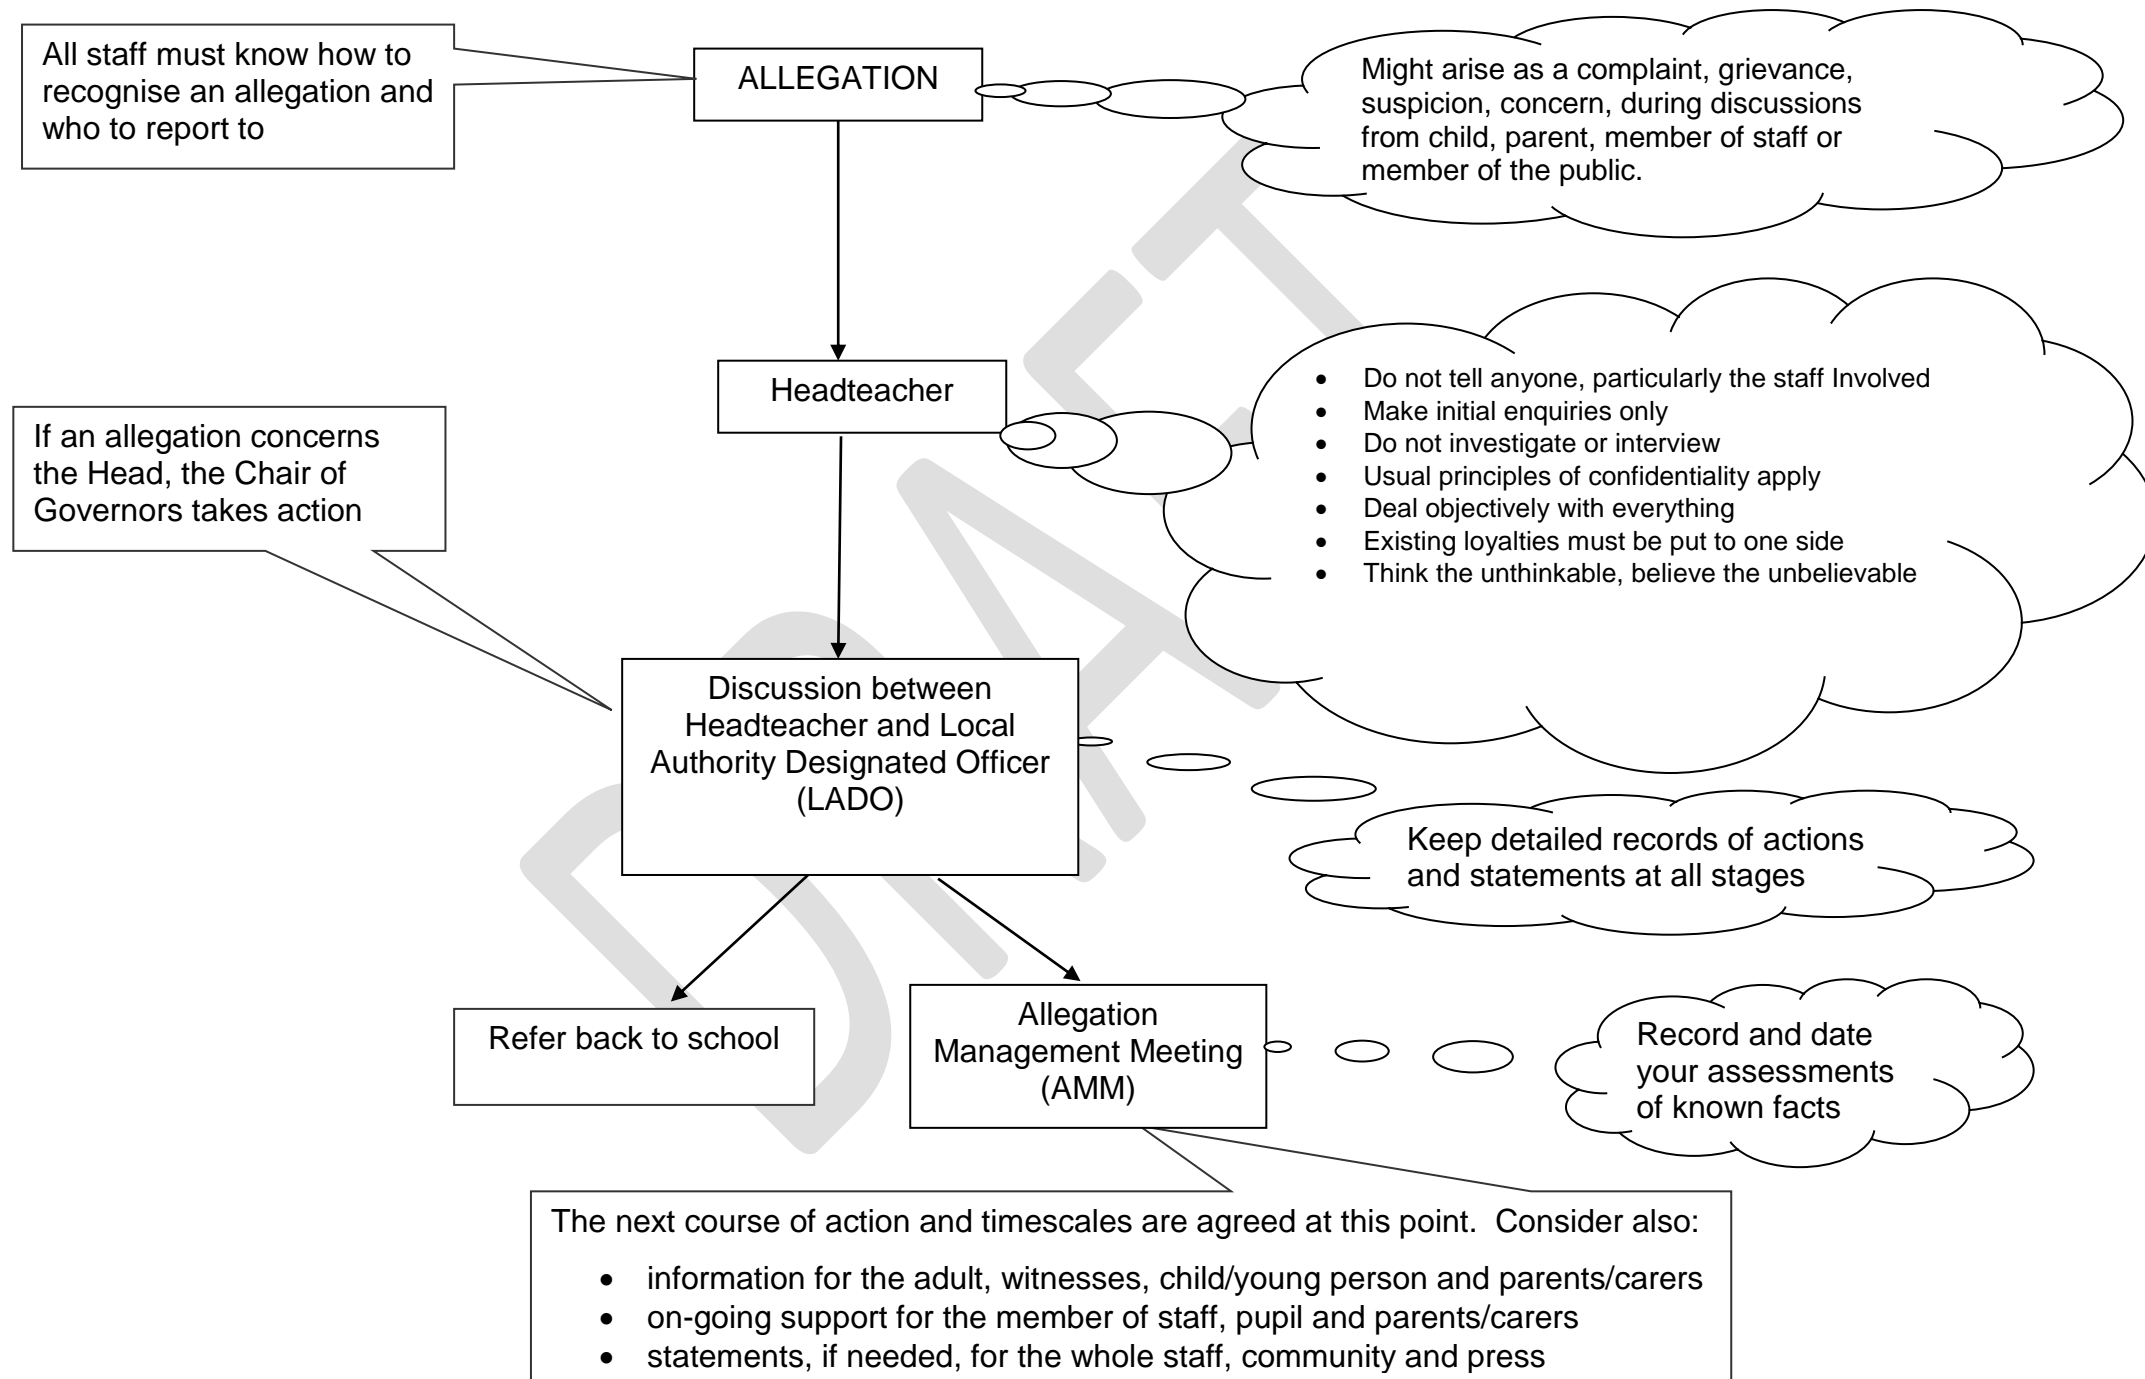 All staff must know how to
recognise an allegation and
who to report to
ALLEGATION
Might arise as a complaint, grievance,
suspicion, concern, during discussions
from child, parent, member of staff or
member of the public.
Headteacher
• Do not tell anyone, particularly the staff Involved
• Make initial enquiries only
• Do not investigate or interview
• Usual principles of confidentiality apply
• Deal objectively with everything
• Existing loyalties must be put to one side
• Think the unthinkable, believe the unbelievable
If an allegation concerns
the Head, the Chair of
Governors takes action
Discussion between
Headteacher and Local
Authority Designated Officer
(LADO)
Keep detailed records of actions
and statements at all stages
Refer back to school
Allegation
Management Meeting
(AMM)
Record and date
your assessments
of known facts
The next course of action and timescales are agreed at this point.  Consider also:
• information for the adult, witnesses, child/young person and parents/carers
• on-going support for the member of staff, pupil and parents/carers
• statements, if needed, for the whole staff, community and press
DRAFT